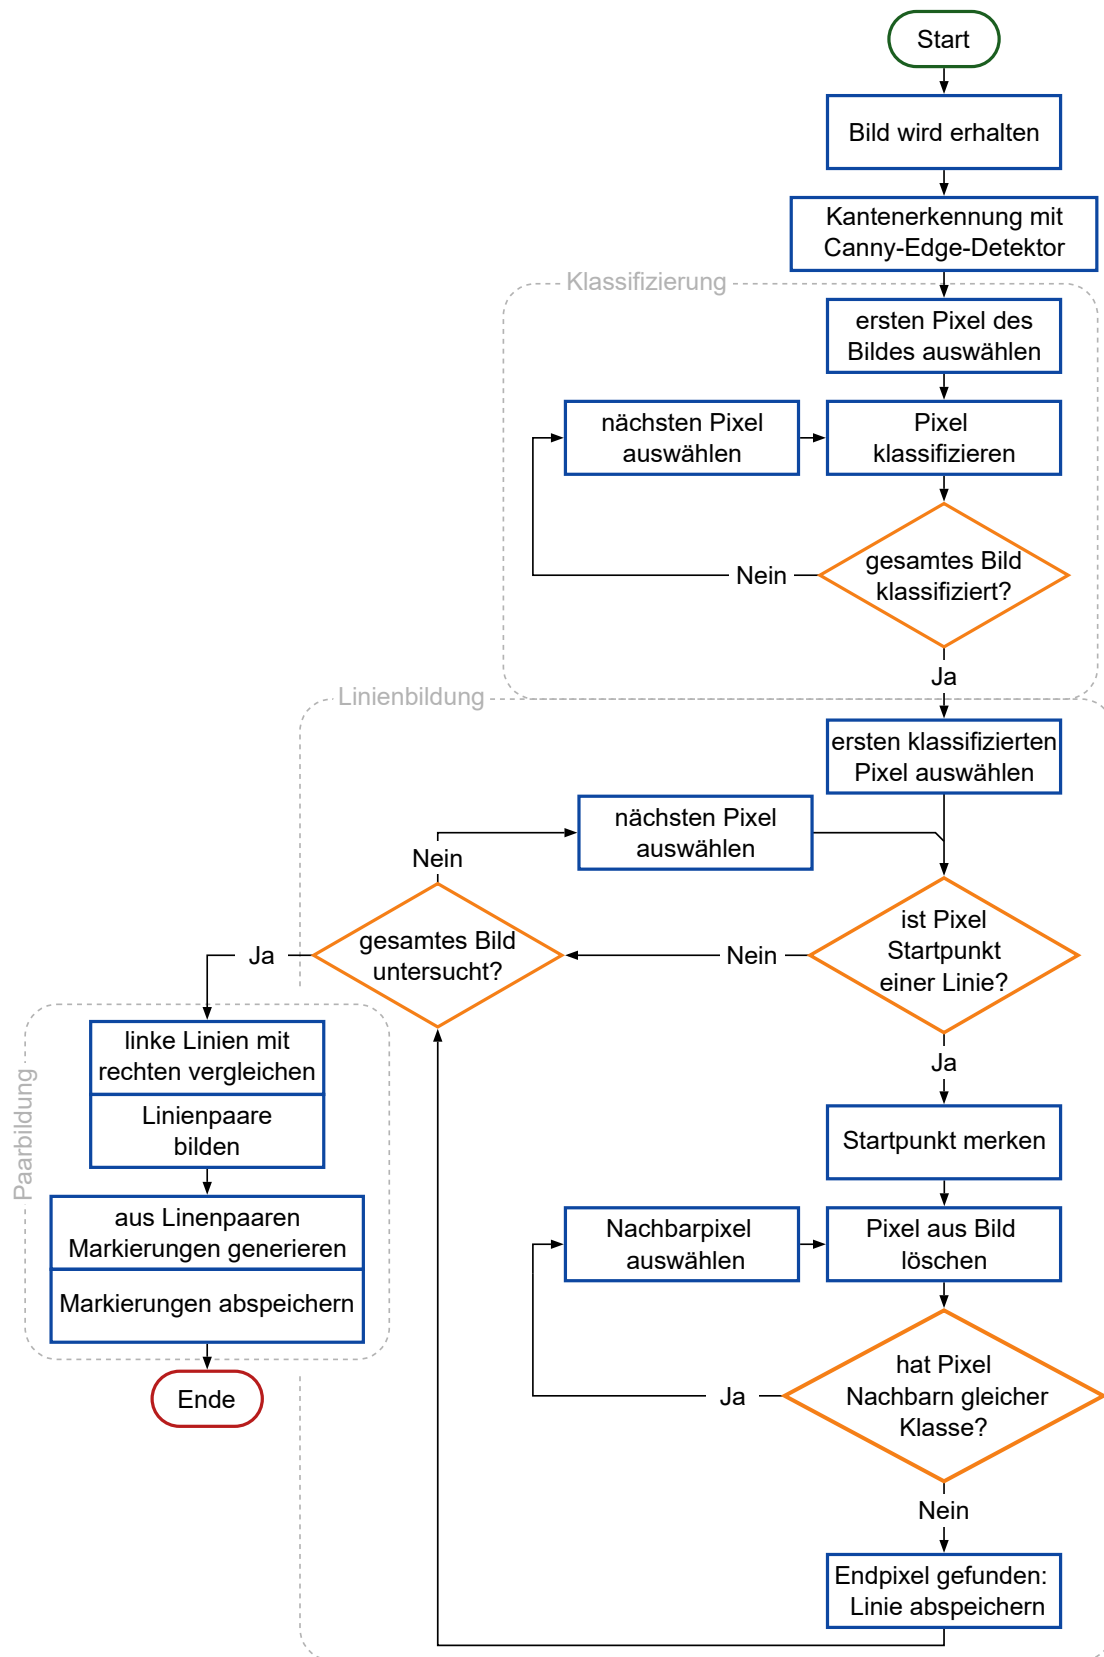 Start
Bild wird erhalten
Kantenerkennung mit
Canny-Edge-Detektor
Klassifizierung
ersten Pixel des
Bildes auswählen
nächsten Pixel
auswählen
Pixel
klassifizieren
gesamtes Bild
klassifiziert?
Nein
Ja
Linienbildung
ersten klassifizierten
Pixel auswählen
nächsten Pixel
auswählen
Nein
gesamtes Bild
untersucht?
Ja
Nein
ist Pixel
Startpunkt
einer Linie?
Ja
Paarbildung
linke Linien mit
rechten vergleichen
Linienpaare
bilden
aus Linenpaaren
Markierungen generieren
Markierungen abspeichern
Ende
Startpunkt merken
Nachbarpixel
auswählen
Pixel aus Bild
löschen
hat Pixel
Nachbarn gleicher
Klasse?
Ja
Nein
Endpixel gefunden:
Linie abspeichern